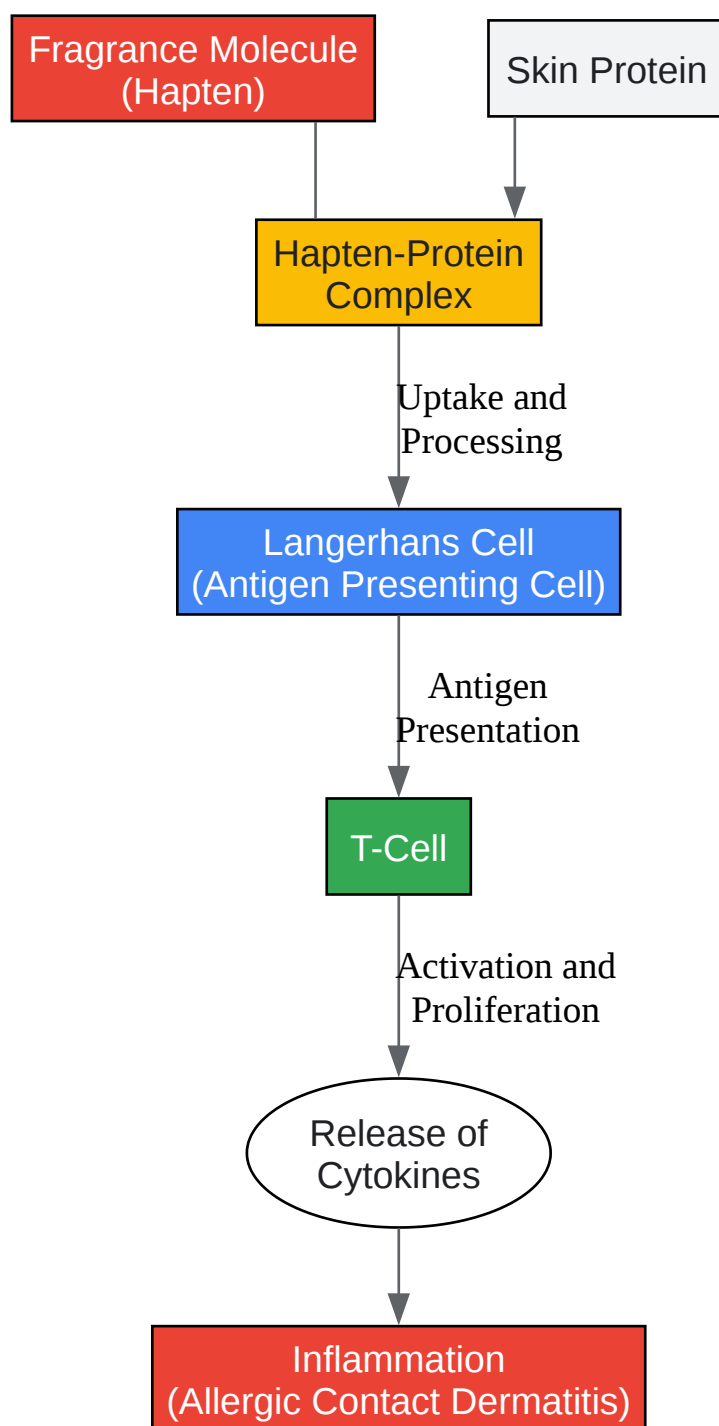 Fragrance Molecule
(Hapten)
Skin Protein
Hapten-Protein
Complex
Uptake and
Processing
Langerhans Cell
(Antigen Presenting Cell)
Antigen
Presentation
T-Cell
Activation and
Proliferation
Release of
Cytokines
Inflammation
(Allergic Contact Dermatitis)